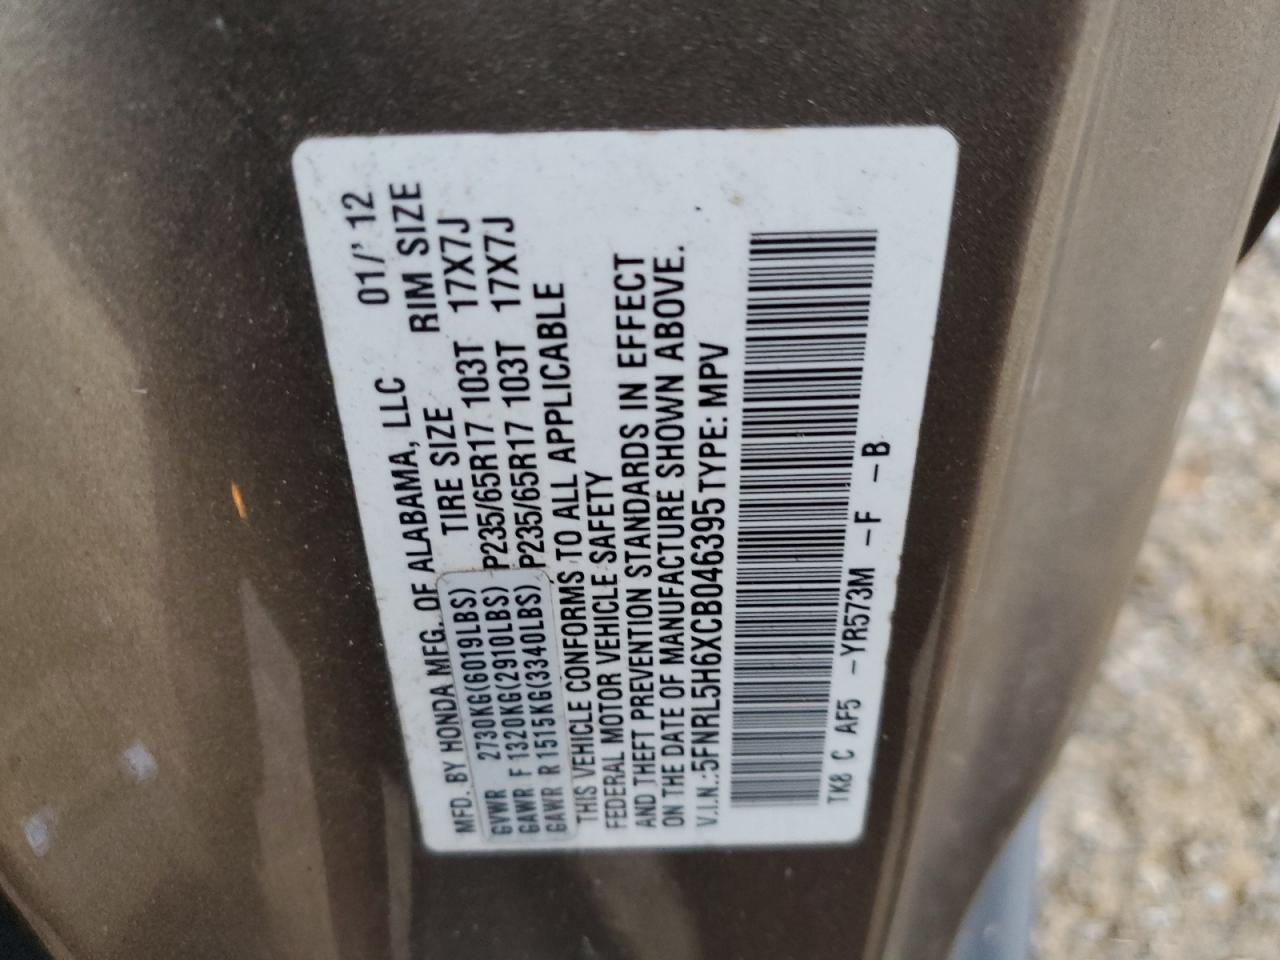 MFD. BY HONDA MFG. OF ALABAMA, LLC 01/' 12
TIRE SIZE RIM SIZE
GVWR 2730KG(6019LBS) P235/65R17 103T 17X7J
GAWR F 1320KG(2910LBS) P235/65R17 103T 17X7J
GAWR R 1515KG(3340LBS)
THIS VEHICLE CONFORMS TO ALL APPLICABLE
FEDERAL MOTOR VEHICLE SAFETY
AND THEFT PREVENTION STANDARDS IN EFFECT
ON THE DATE OF MANUFACTURE SHOWN ABOVE.
V.I.N.:5FNRL5H6XCB046395 TYPE: MPV
TK8 C AF5 -YR573M -F -B